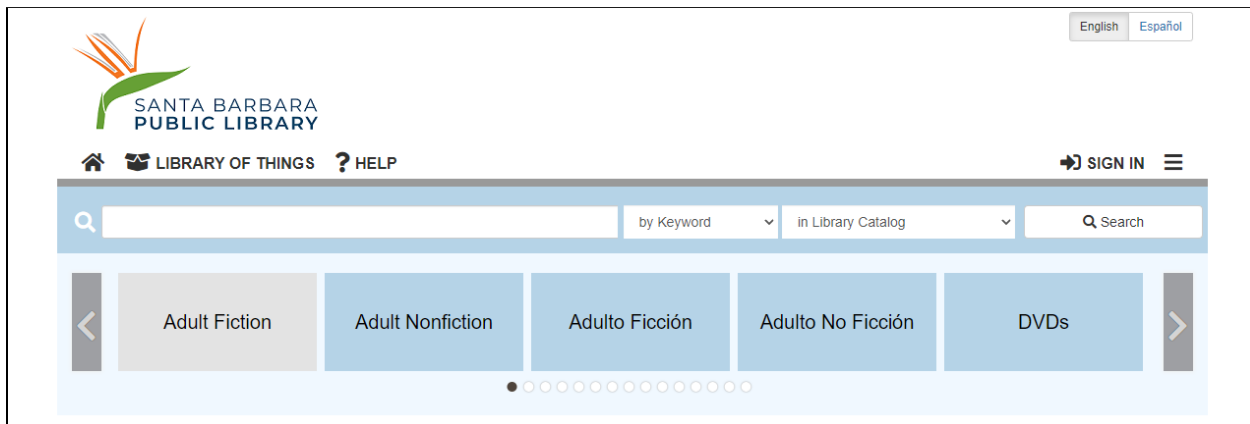 English Español
SANTA BARBARA
PUBLIC LIBRARY
LIBRARY OF THINGS ? HELP SIGN IN
by Keyword in Library Catalog Search
Adult Fiction Adult Nonfiction Adulto Ficción Adulto No Ficción DVDs